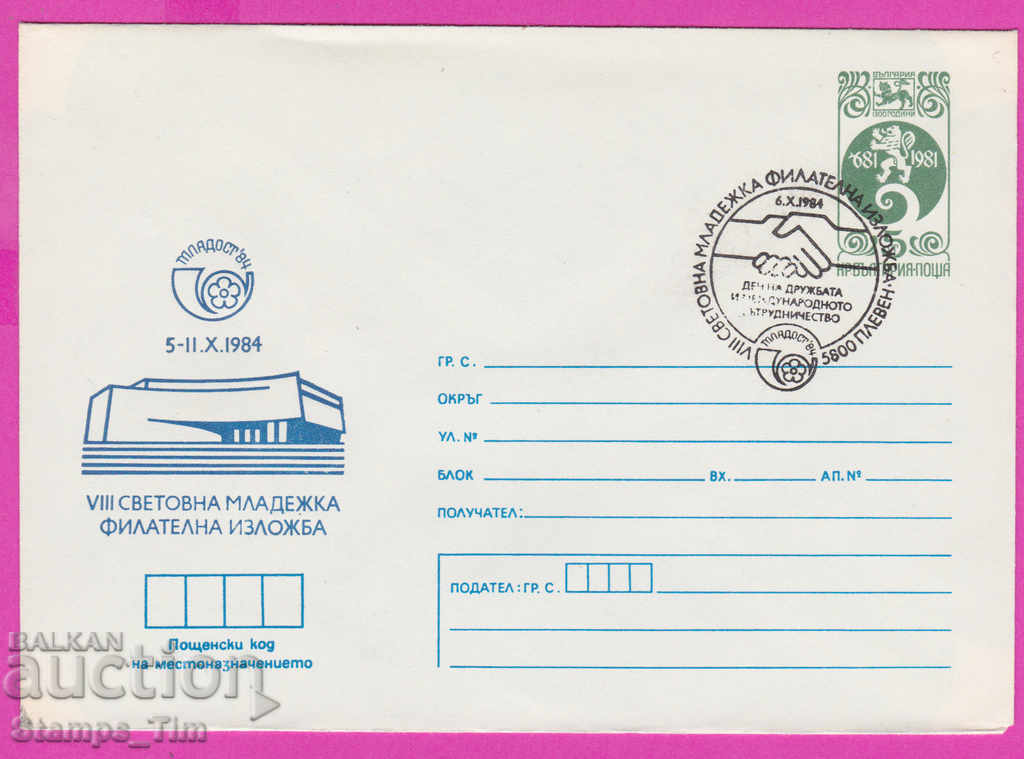 БЪЛГАРИЯ
1300 ГОДИНИ
681 1981
5
НР БЪЛГАРИЯ·ПОЩА
VIII СВЕТОВНА МЛАДЕЖКА ФИЛАТЕЛНА ИЗЛОЖБА·
6.X.1984
ДЕН НА ДРУЖБАТА
И МЕЖДУНАРОДНОТО
СЪТРУДНИЧЕСТВО
МЛАДОСТ'84
5800 ПЛЕВЕН
МЛАДОСТ'84
5-11.X.1984
VIII СВЕТОВНА МЛАДЕЖКА
ФИЛАТЕЛНА ИЗЛОЖБА
Пощенски код
на местоназначението
ГР. С.
ОКРЪГ
УЛ. №
БЛОК ВХ. АП. №
ПОЛУЧАТЕЛ:
ПОДАТЕЛ: ГР. С.
BALKAN
auction
Stamps_Tim